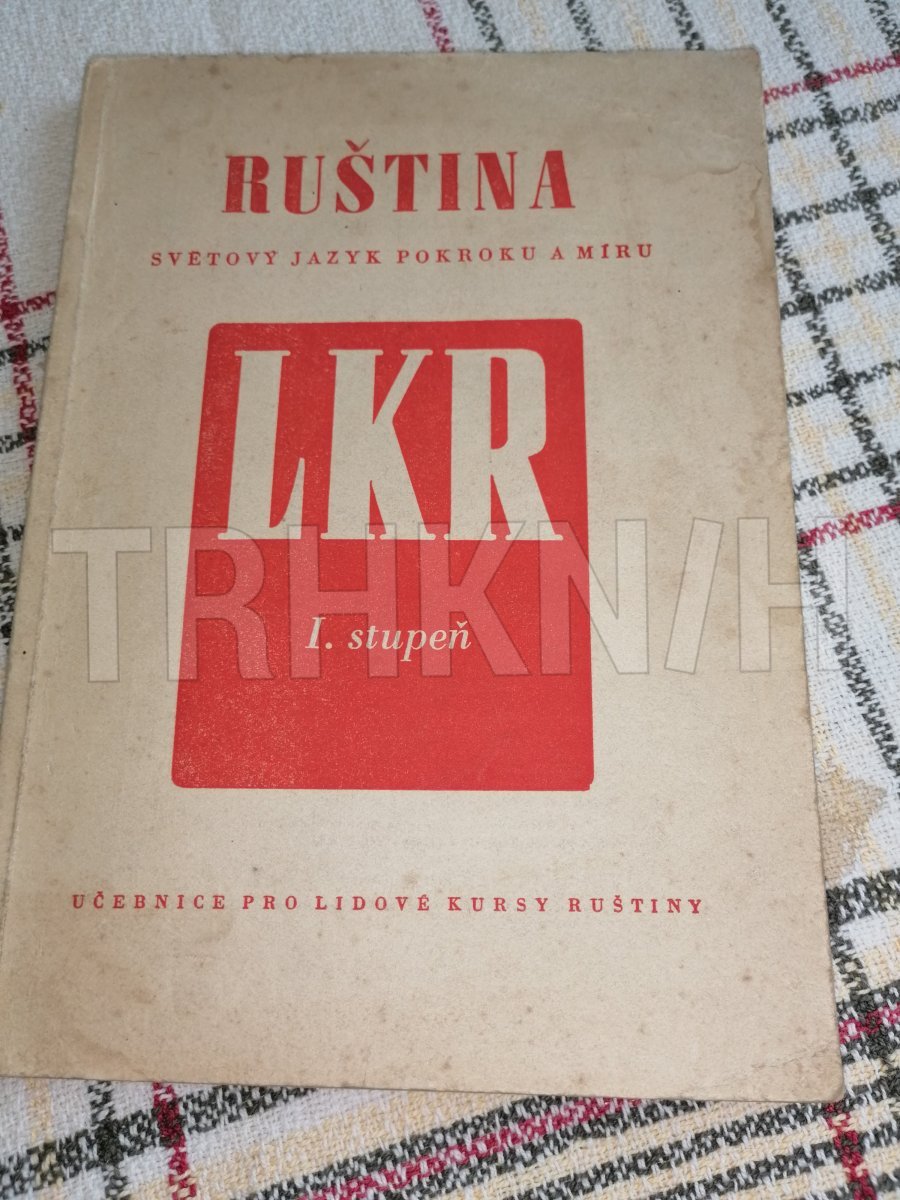 RUŠTINA
SVĚTOVÝ JAZYK POKROKU A MÍRU
LKR
TRHKNIH
I. stupeň
UČEBNICE PRO LIDOVÉ KURSY RUŠTINY